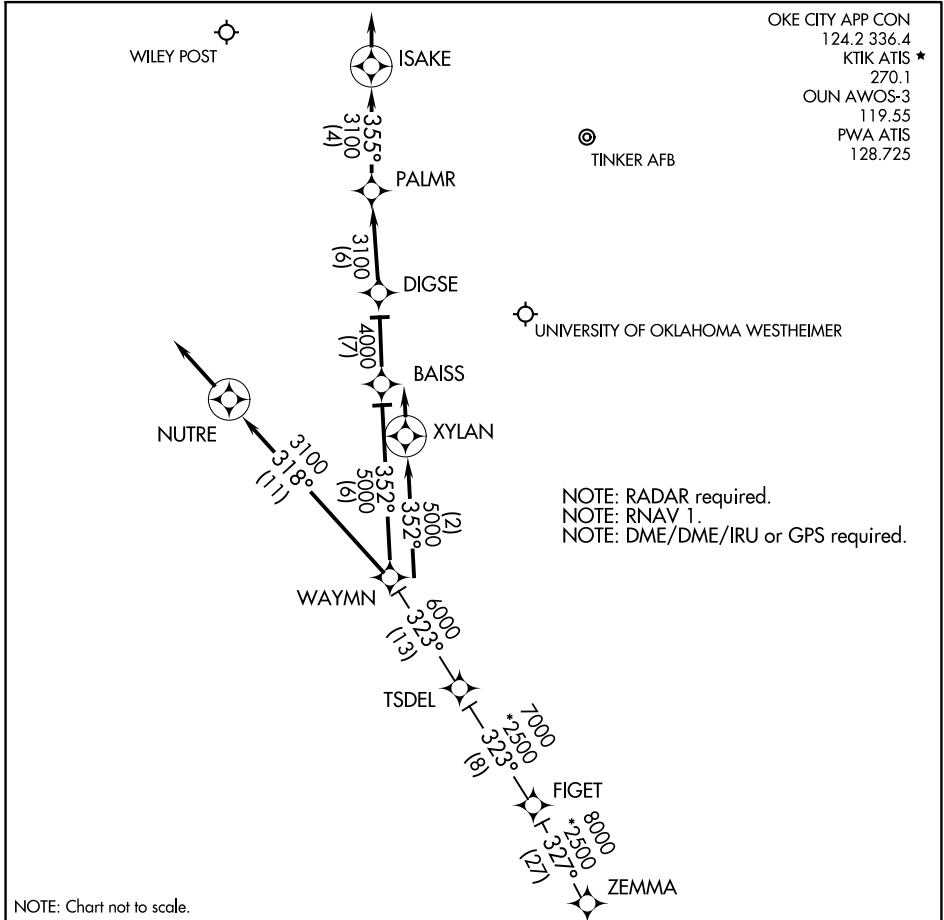 OKE CITY APP CON
124.2 336.4
KTIK ATIS ★
270.1
OUN AWOS-3
119.55
PWA ATIS
128.725
WILEY POST
ISAKE
355°
3100
(4)
TINKER AFB
PALMR
3100
(6)
DIGSE
UNIVERSITY OF OKLAHOMA WESTHEIMER
4000
(7)
BAISS
NUTRE
XYLAN
3100
318°
(11)
352°
5000
(6)
(2)
5000
352°
NOTE: RADAR required.
NOTE: RNAV 1.
NOTE: DME/DME/IRU or GPS required.
WAYMN
6000
323°
(13)
TSDEL
7000
*2500
323°
(8)
FIGET
8000
*2500
327°
(27)
ZEMMA
NOTE: Chart not to scale.